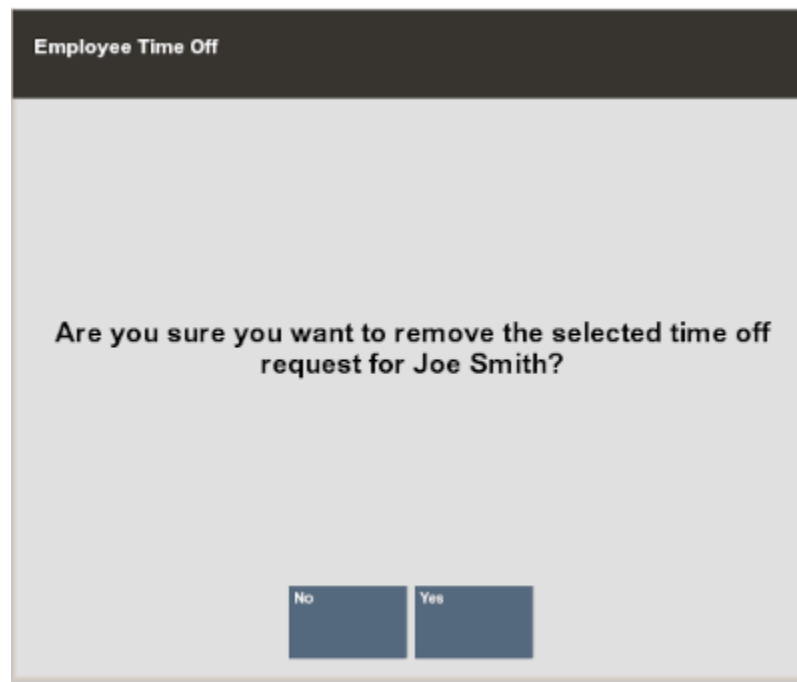 Employee Time Off
Are you sure you want to remove the selected time off
request for Joe Smith?
No
Yes